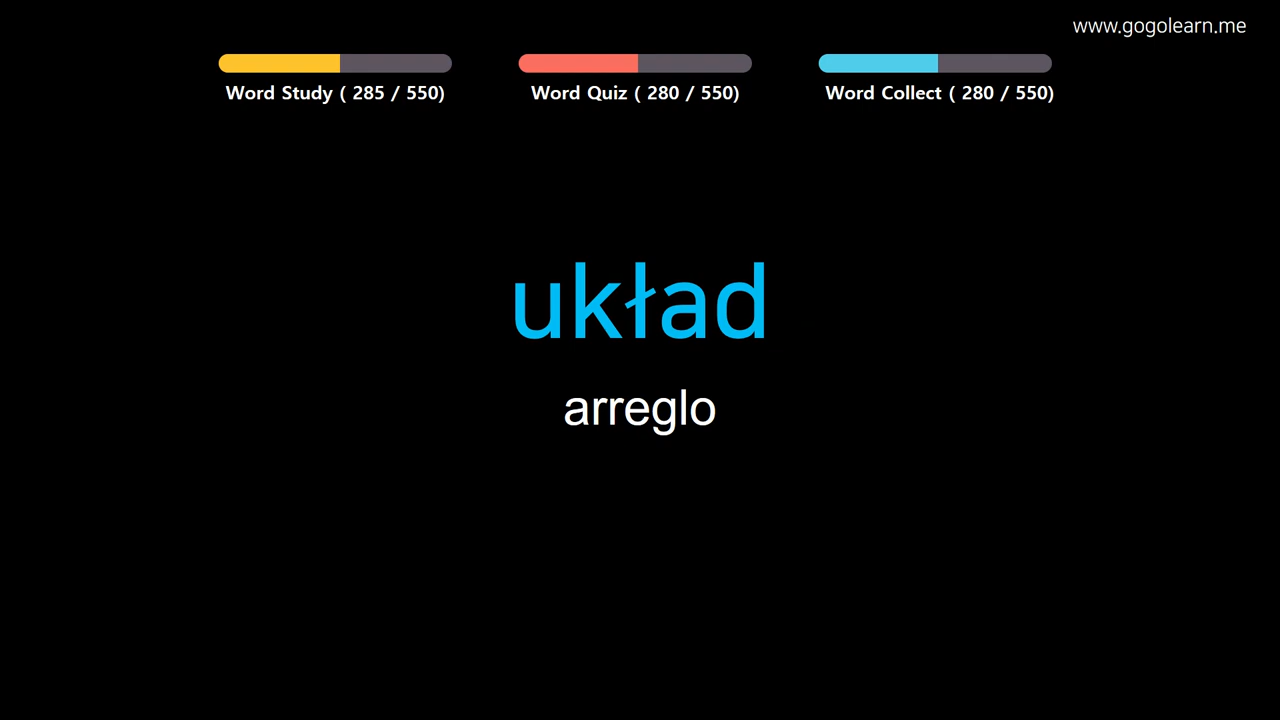 www.gogolearn.me
Word Study ( 285 / 550)
Word Quiz ( 280 / 550)
Word Collect ( 280 / 550)
układ
arreglo